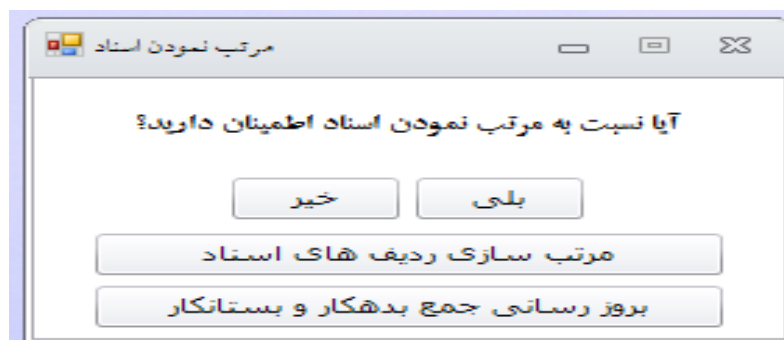 مرتب نمودن اسناد
آیا نسبت به مرتب نمودن اسناد اطمینان دارید؟
بلی
خیر
مرتب سازی ردیف های اسناد
بروز رسانی جمع بدهکار و بستانکار